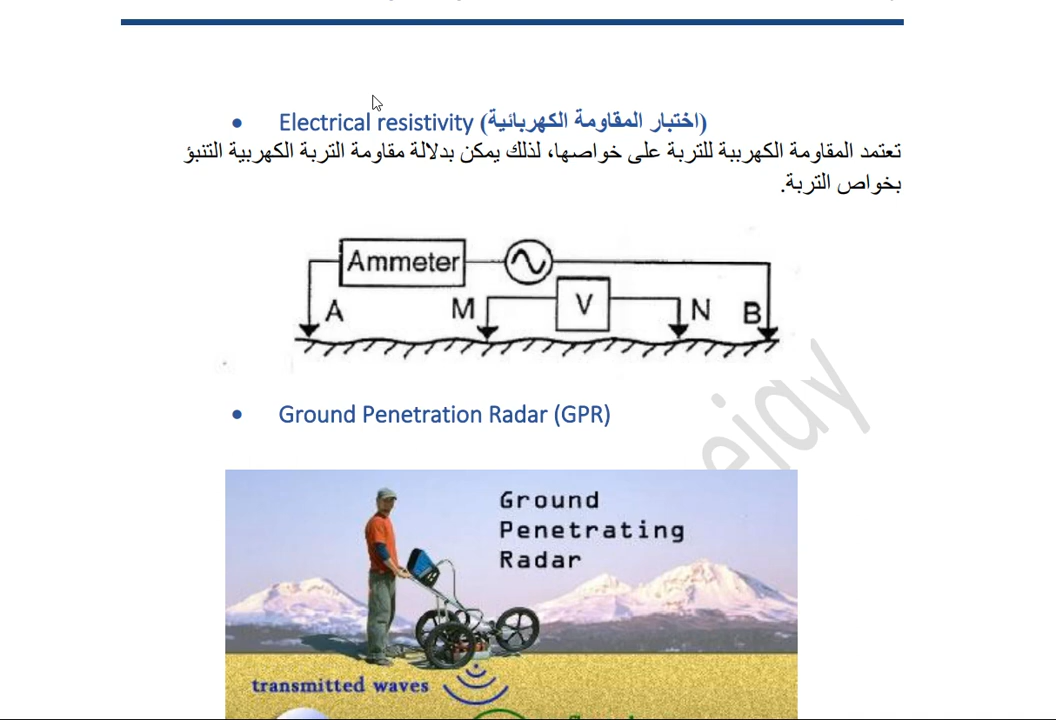 • Electrical resistivity (اختبار المقاومة الكهربائية)
تعتمد المقاومة الكهربية للتربة على خواصها، لذلك يمكن بدلالة مقاومة التربة الكهربية التنبؤ
بخواص التربة.
Ammeter
A M V N B
• Ground Penetration Radar (GPR)
Ground
Penetrating
Radar
transmitted waves